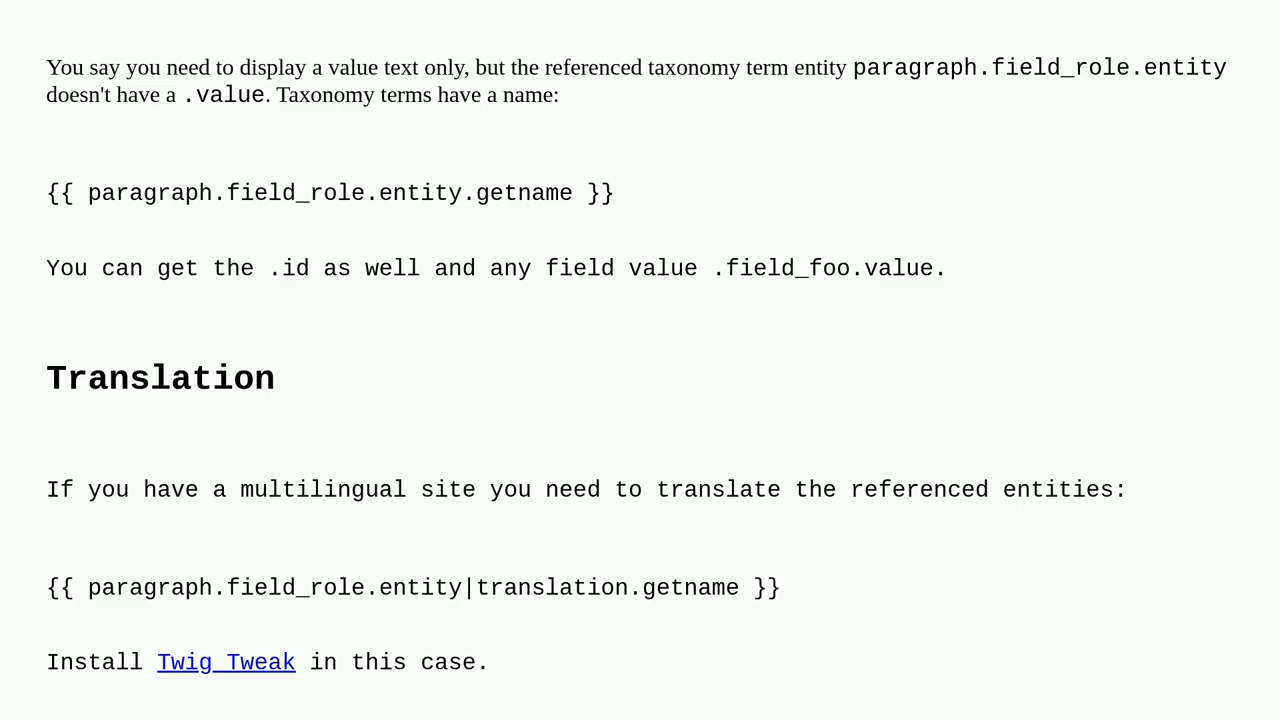 You say you need to display a value text only, but the referenced taxonomy term entity paragraph.field_role.entity
doesn't have a .value. Taxonomy terms have a name:
{{ paragraph.field_role.entity.getname }}
You can get the .id as well and any field value .field_foo.value.
Translation
If you have a multilingual site you need to translate the referenced entities:
{{ paragraph.field_role.entity|translation.getname }}
Install Twig Tweak in this case.